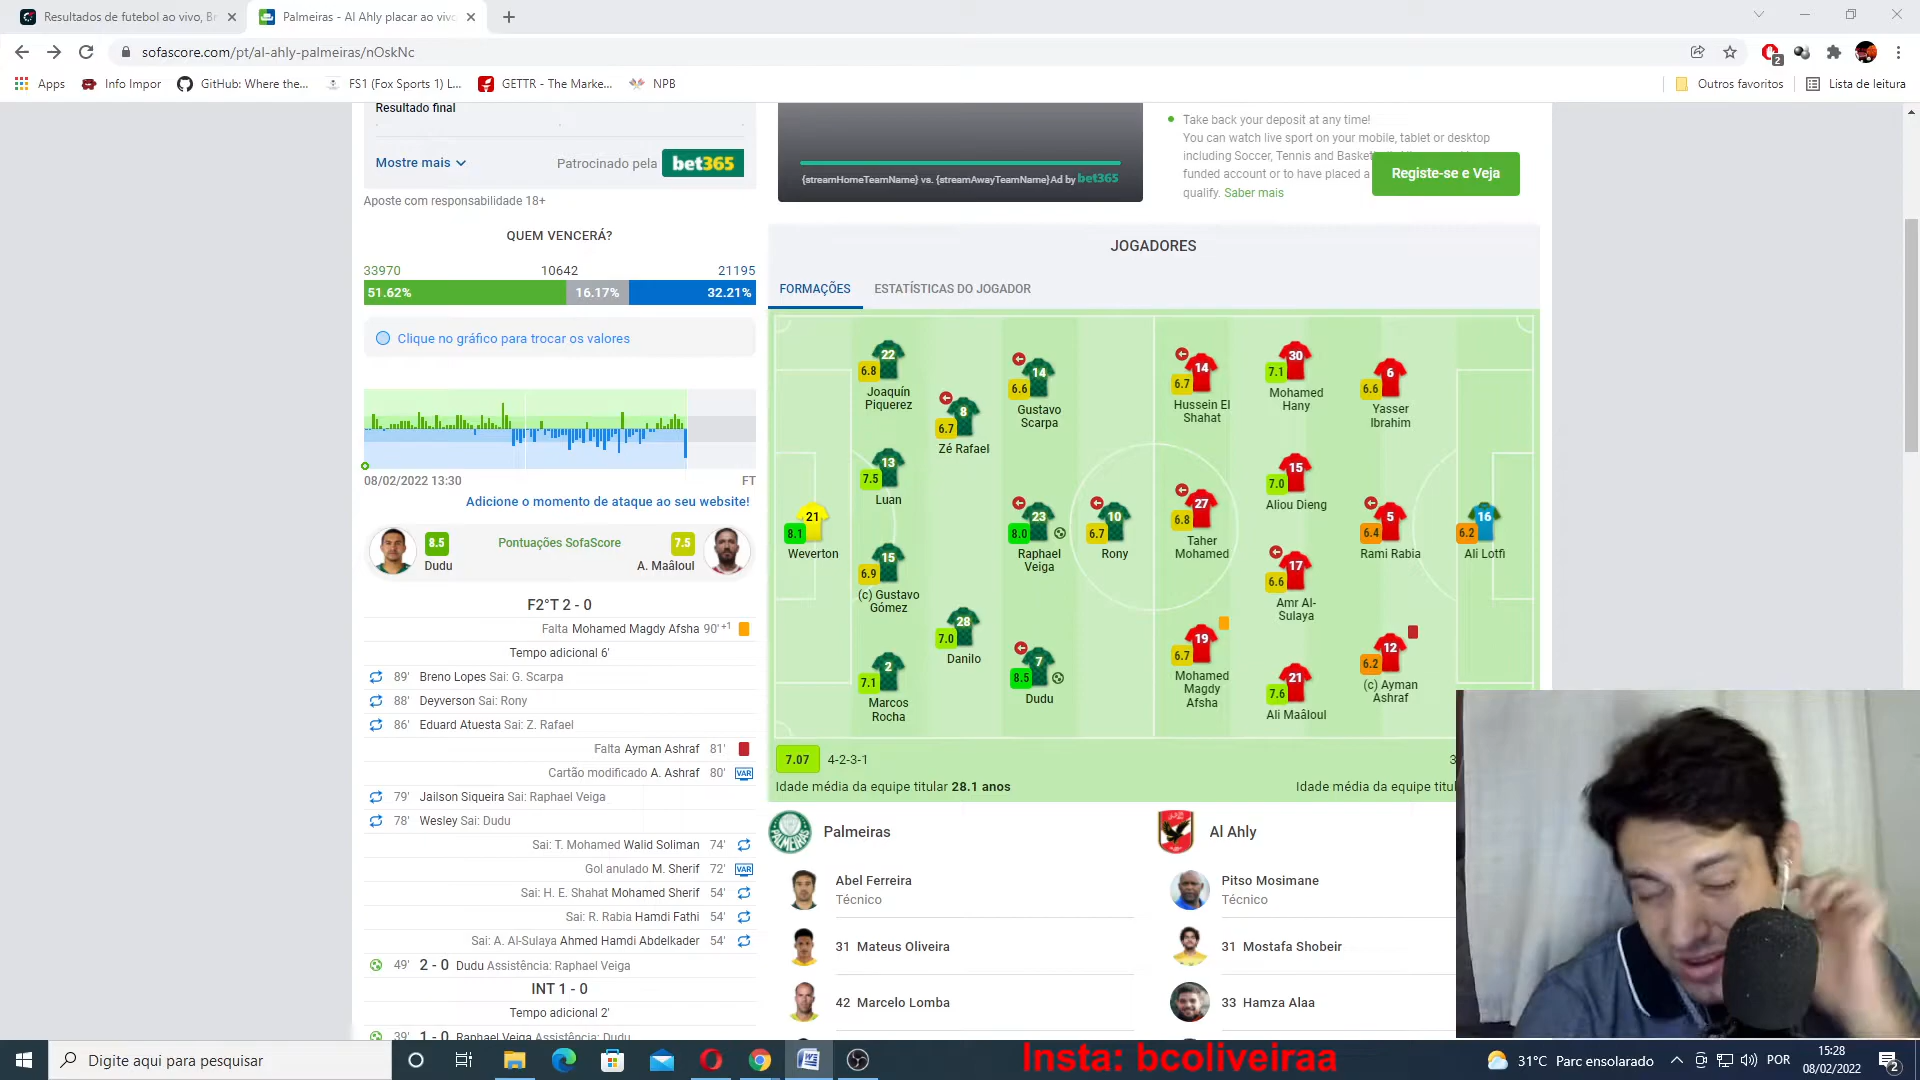 Resultados de futebol ao vivo, Br
Palmeiras - Al Ahly placar ao vivo
sofascore.com/pt/al-ahly-palmeiras/nOskNc
2
Apps
Info Impor
GitHub: Where the...
FS1 (Fox Sports 1) L...
GETTR - The Marke...
NPB
Outros favoritos
Lista de leitura
Resultado final
Mostre mais
Patrocinado pela
bet365
Aposte com responsabilidade 18+
{streamHomeTeamName} vs. {streamAwayTeamName} Ad by bet365
Take back your deposit at any time!
You can watch live sport on your mobile, tablet or desktop
including Soccer, Tennis and Basketb
funded account or to have placed a
qualify. Saber mais
Registe-se e Veja
QUEM VENCERÁ?
33970
10642
21195
51.62%
16.17%
32.21%
Clique no gráfico para trocar os valores
08/02/2022 13:30
FT
Adicione o momento de ataque ao seu website!
8.5
Dudu
Pontuações SofaScore
7.5
A. Maâloul
F2°T 2 - 0
Falta Mohamed Magdy Afsha 90'+1
Tempo adicional 6'
89' Breno Lopes Sai: G. Scarpa
88' Deyverson Sai: Rony
86' Eduard Atuesta Sai: Z. Rafael
Falta Ayman Ashraf 81'
Cartão modificado A. Ashraf 80' VAR
79' Jailson Siqueira Sai: Raphael Veiga
78' Wesley Sai: Dudu
Sai: T. Mohamed Walid Soliman 74'
Gol anulado M. Sherif 72' VAR
Sai: H. E. Shahat Mohamed Sherif 54'
Sai: R. Rabia Hamdi Fathi 54'
Sai: A. Al-Sulaya Ahmed Hamdi Abdelkader 54'
49' 2 - 0 Dudu Assistência: Raphael Veiga
INT 1 - 0
Tempo adicional 2'
39' 1 - 0 Raphael Veiga Assistência: Dudu
JOGADORES
FORMAÇÕES
ESTATÍSTICAS DO JOGADOR
21
8.1
Weverton
22
6.8
Joaquín
Piquerez
13
7.5
Luan
15
6.9
(c) Gustavo
Gómez
2
7.1
Marcos
Rocha
8
6.7
Zé Rafael
28
7.0
Danilo
14
6.6
Gustavo
Scarpa
23
8.0
Raphael
Veiga
7
8.5
Dudu
10
6.7
Rony
14
6.7
Hussein El
Shahat
27
6.8
Taher
Mohamed
19
6.7
Mohamed
Magdy
Afsha
30
7.1
Mohamed
Hany
15
7.0
Aliou Dieng
17
6.6
Amr Al-
Sulaya
21
7.6
Ali Maâloul
6
6.6
Yasser
Ibrahim
5
6.4
Rami Rabia
12
6.2
(c) Ayman
Ashraf
16
6.2
Ali Lotfi
7.07
4-2-3-1
3
Idade média da equipe titular 28.1 anos
Idade média da equipe titul
PALMEIRAS
Palmeiras
Al Ahly
Abel Ferreira
Técnico
31 Mateus Oliveira
42 Marcelo Lomba
Pitso Mosimane
Técnico
31 Mostafa Shobeir
33 Hamza Alaa
Digite aqui para pesquisar
Insta: bcoliveiraa
31°C Parc ensolarado
POR
15:28
08/02/2022
2